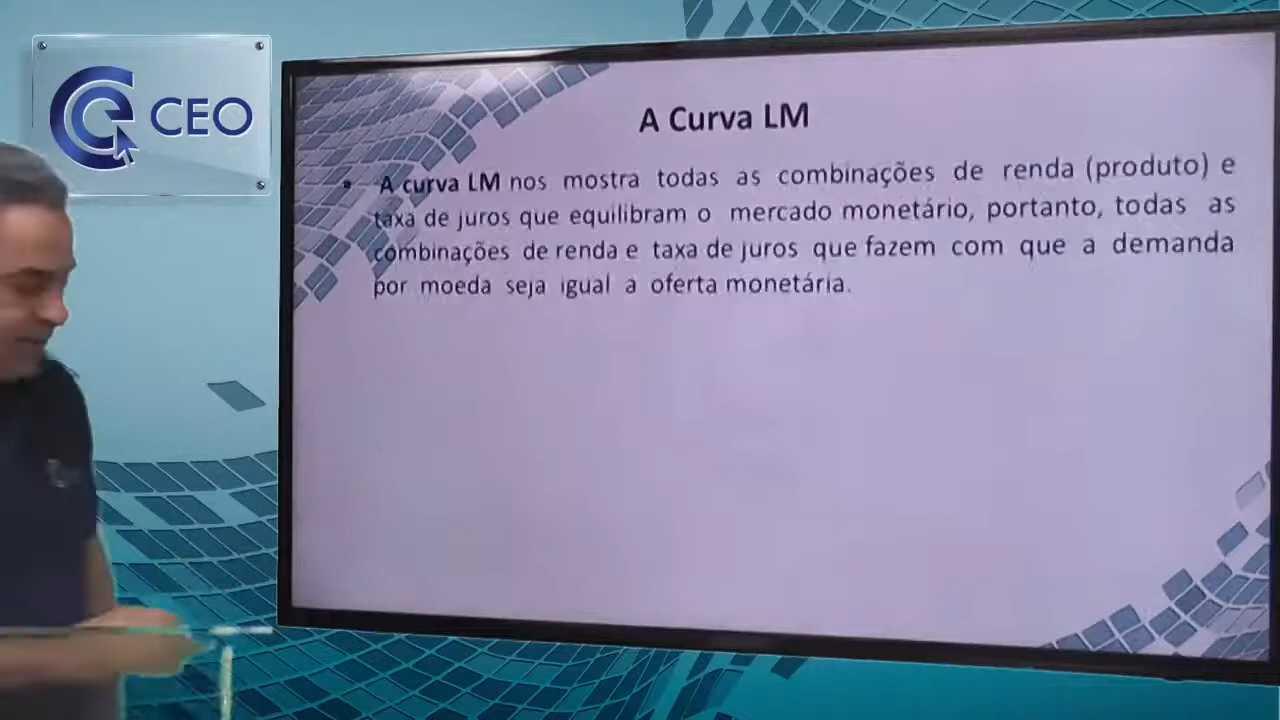 CEO
A Curva LM
• A curva LM nos mostra todas as combinações de renda (produto) e
taxa de juros que equilibram o mercado monetário, portanto, todas as
combinações de renda e taxa de juros que fazem com que a demanda
por moeda seja igual a oferta monetária.